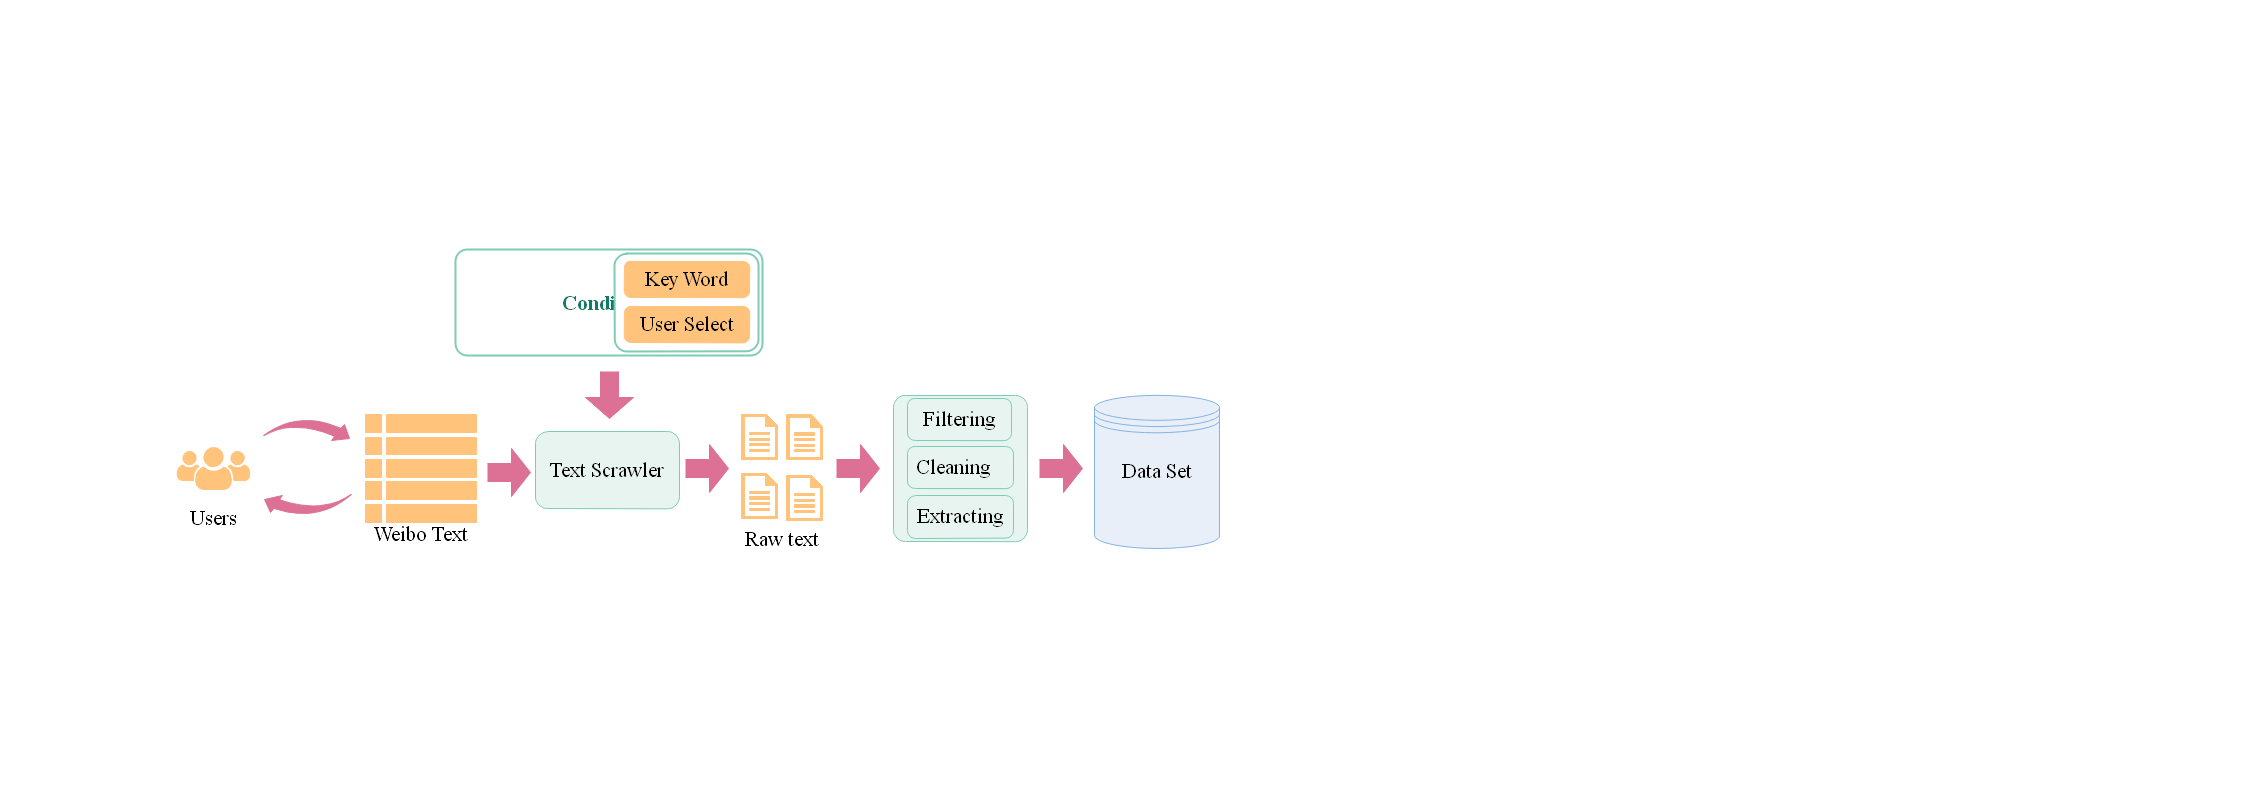 Key Word
Condi
User Select
Users
Weibo Text
Text Scrawler
Raw text
Filtering
Cleaning
Extracting
Data Set